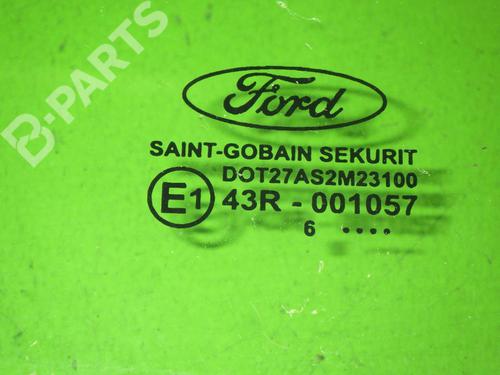 B-PARTS
Ford
SAINT-GOBAIN SEKURIT
DOT27AS2M23100
E1 43R - 001057
6 ....